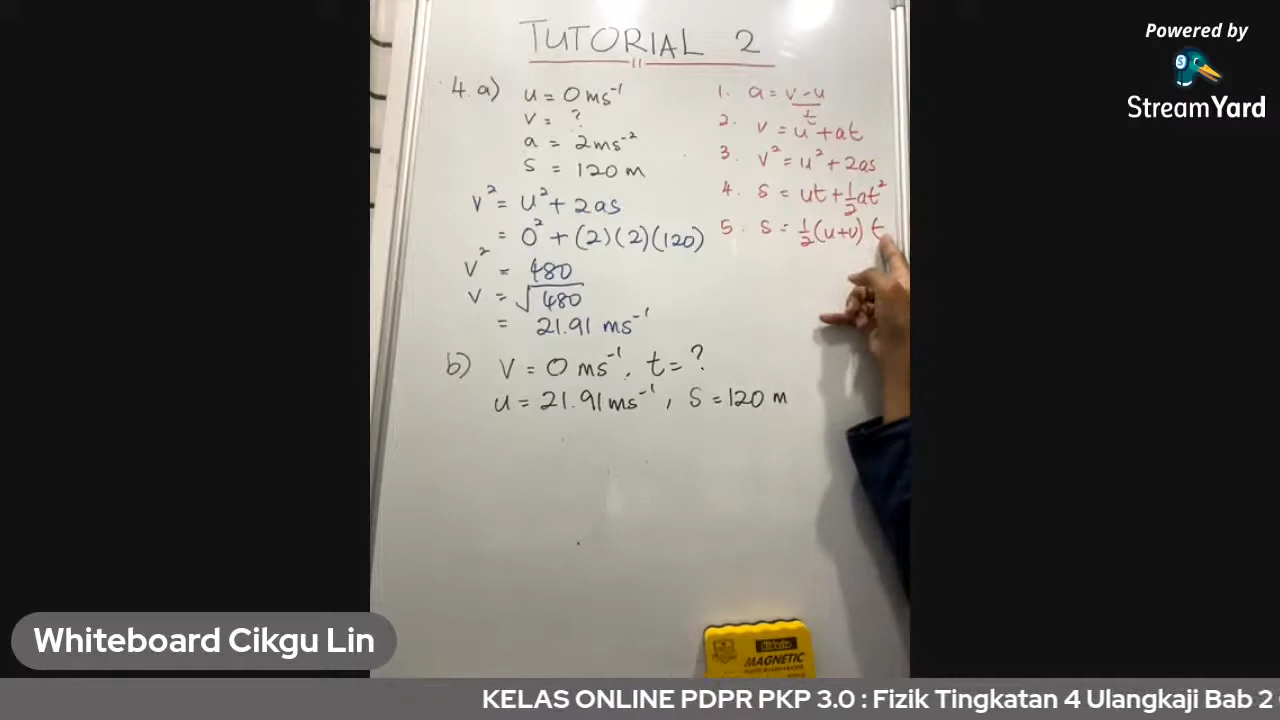 TUTORIAL 2
4. a) u = 0 ms⁻¹
v = ?
a = 2 ms⁻²
s = 120 m
v² = u² + 2as
= 0² + (2)(2)(120)
v² = 480
v = √480
= 21.91 ms⁻¹
b) v = 0 ms⁻¹, t = ?
u = 21.91 ms⁻¹, s = 120 m
1. a = v - u / t
2. v = u + at
3. v² = u² + 2as
4. s = ut + ½at²
5. s = ½(u+v) t
MAGNETIC
Powered by
S
StreamYard
Whiteboard Cikgu Lin
KELAS ONLINE PDPR PKP 3.0 : Fizik Tingkatan 4 Ulangkaji Bab 2